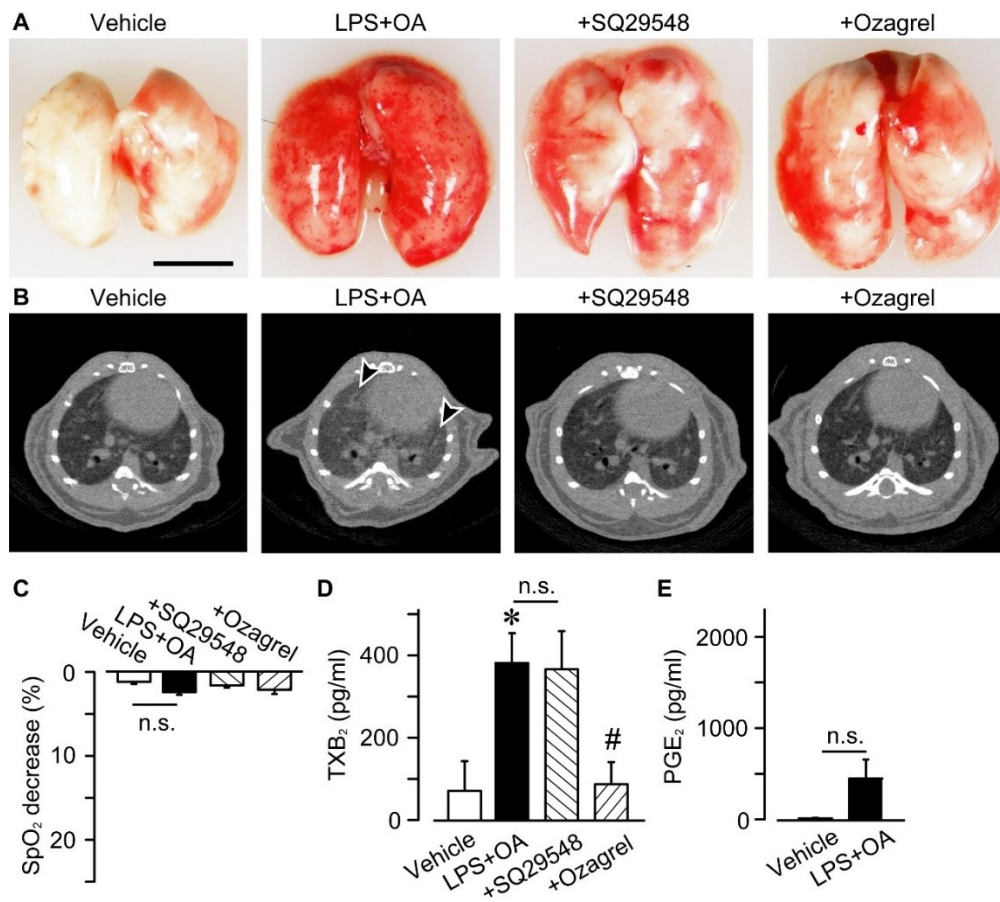 A Vehicle LPS+OA +SQ29548 +Ozagrel
B Vehicle LPS+OA +SQ29548 +Ozagrel
C
Vehicle
LPS+OA
+SQ29548
+Ozagrel
SpO₂ decrease (%)
0
10
20
n.s.
D
TXB₂ (pg/ml)
400
200
0
*
n.s.
#
Vehicle
LPS+OA
+SQ29548
+Ozagrel
E
PGE₂ (pg/ml)
2000
1000
0
n.s.
Vehicle
LPS+OA